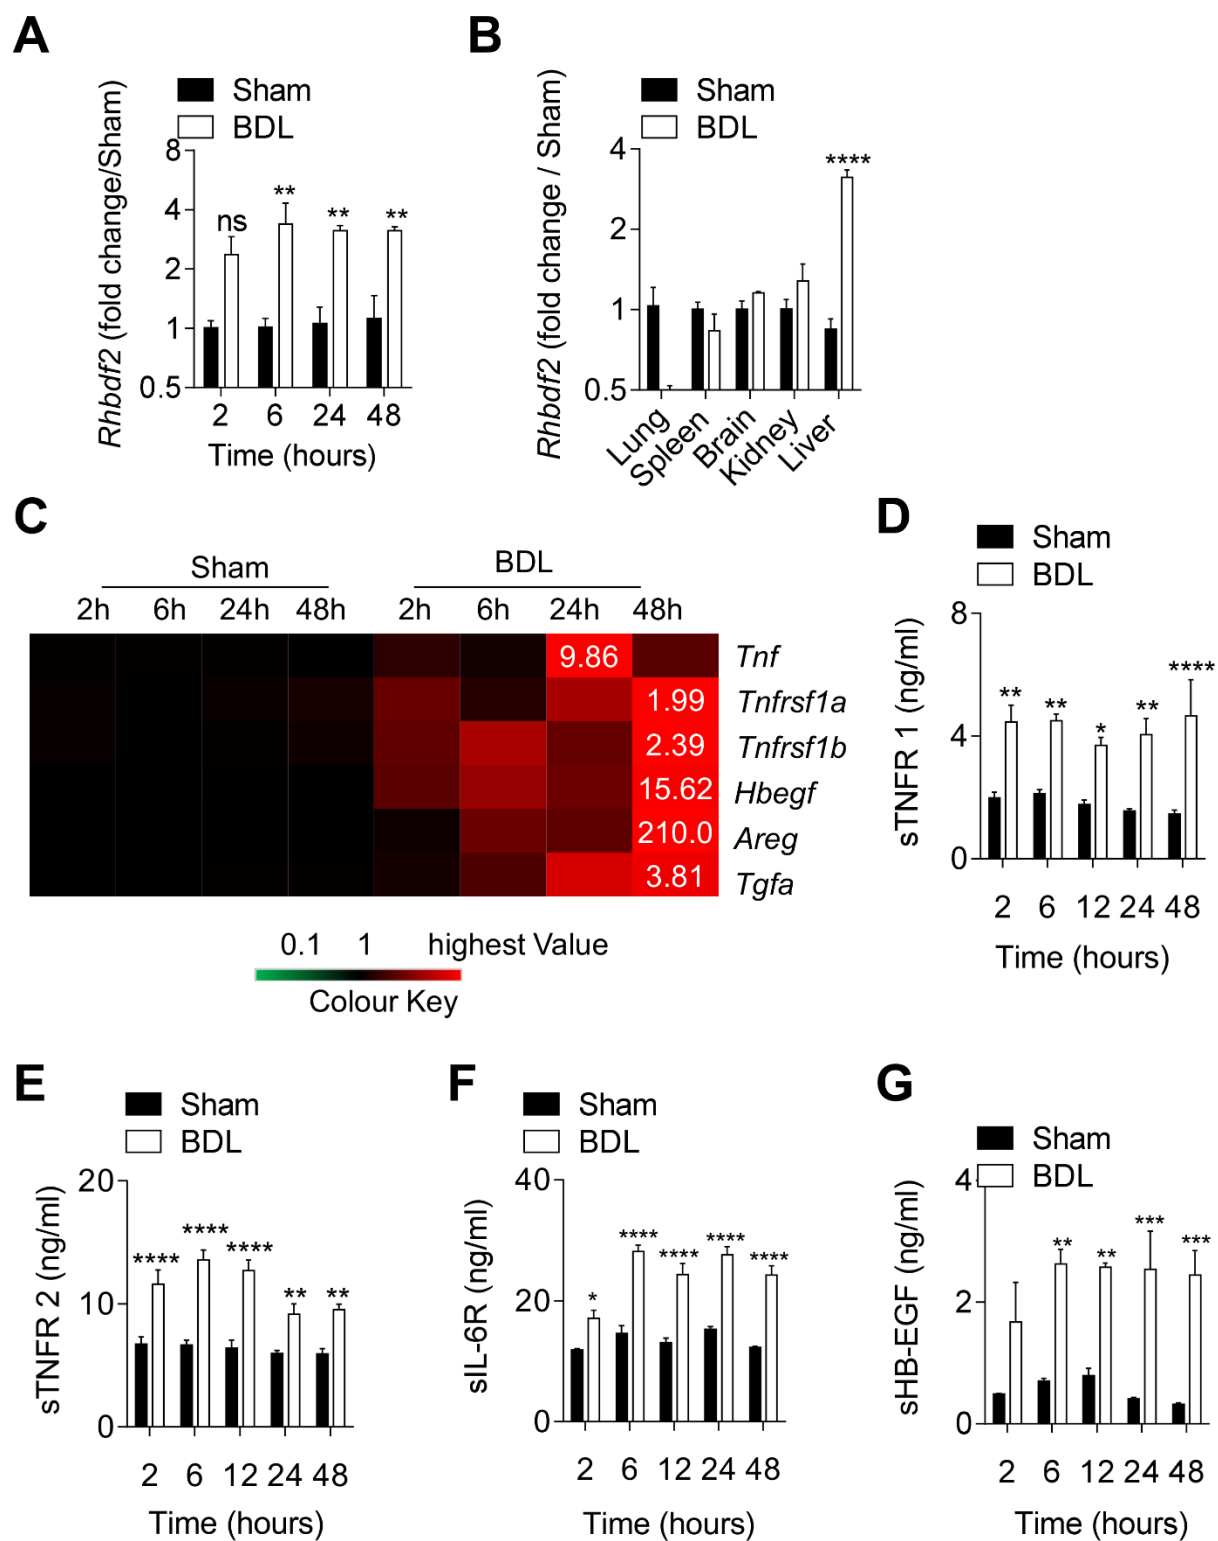 A
Sham
BDL
Rhbdf2 (fold change/Sham)
8
4
2
1
0.5
ns
**
**
**
2 6 24 48
Time (hours)
B
Sham
BDL
Rhbdf2 (fold change / Sham)
4
2
1
0.5
****
Lung
Spleen
Brain
Kidney
Liver
C
Sham BDL
2h 6h 24h 48h 2h 6h 24h 48h
9.86 Tnf
1.99 Tnfrsf1a
2.39 Tnfrsf1b
15.62 Hbegf
210.0 Areg
3.81 Tgfa
0.1 1 highest Value
Colour Key
D
Sham
BDL
sTNFR 1 (ng/ml)
8
4
0
**
**
*
**
****
2 6 12 24 48
Time (hours)
E
Sham
BDL
sTNFR 2 (ng/ml)
20
10
0
****
****
****
**
**
2 6 12 24 48
Time (hours)
F
Sham
BDL
sIL-6R (ng/ml)
40
20
0
*
****
****
****
****
2 6 12 24 48
Time (hours)
G
Sham
BDL
sHB-EGF (ng/ml)
4
2
0
**
**
***
***
2 6 12 24 48
Time (hours)